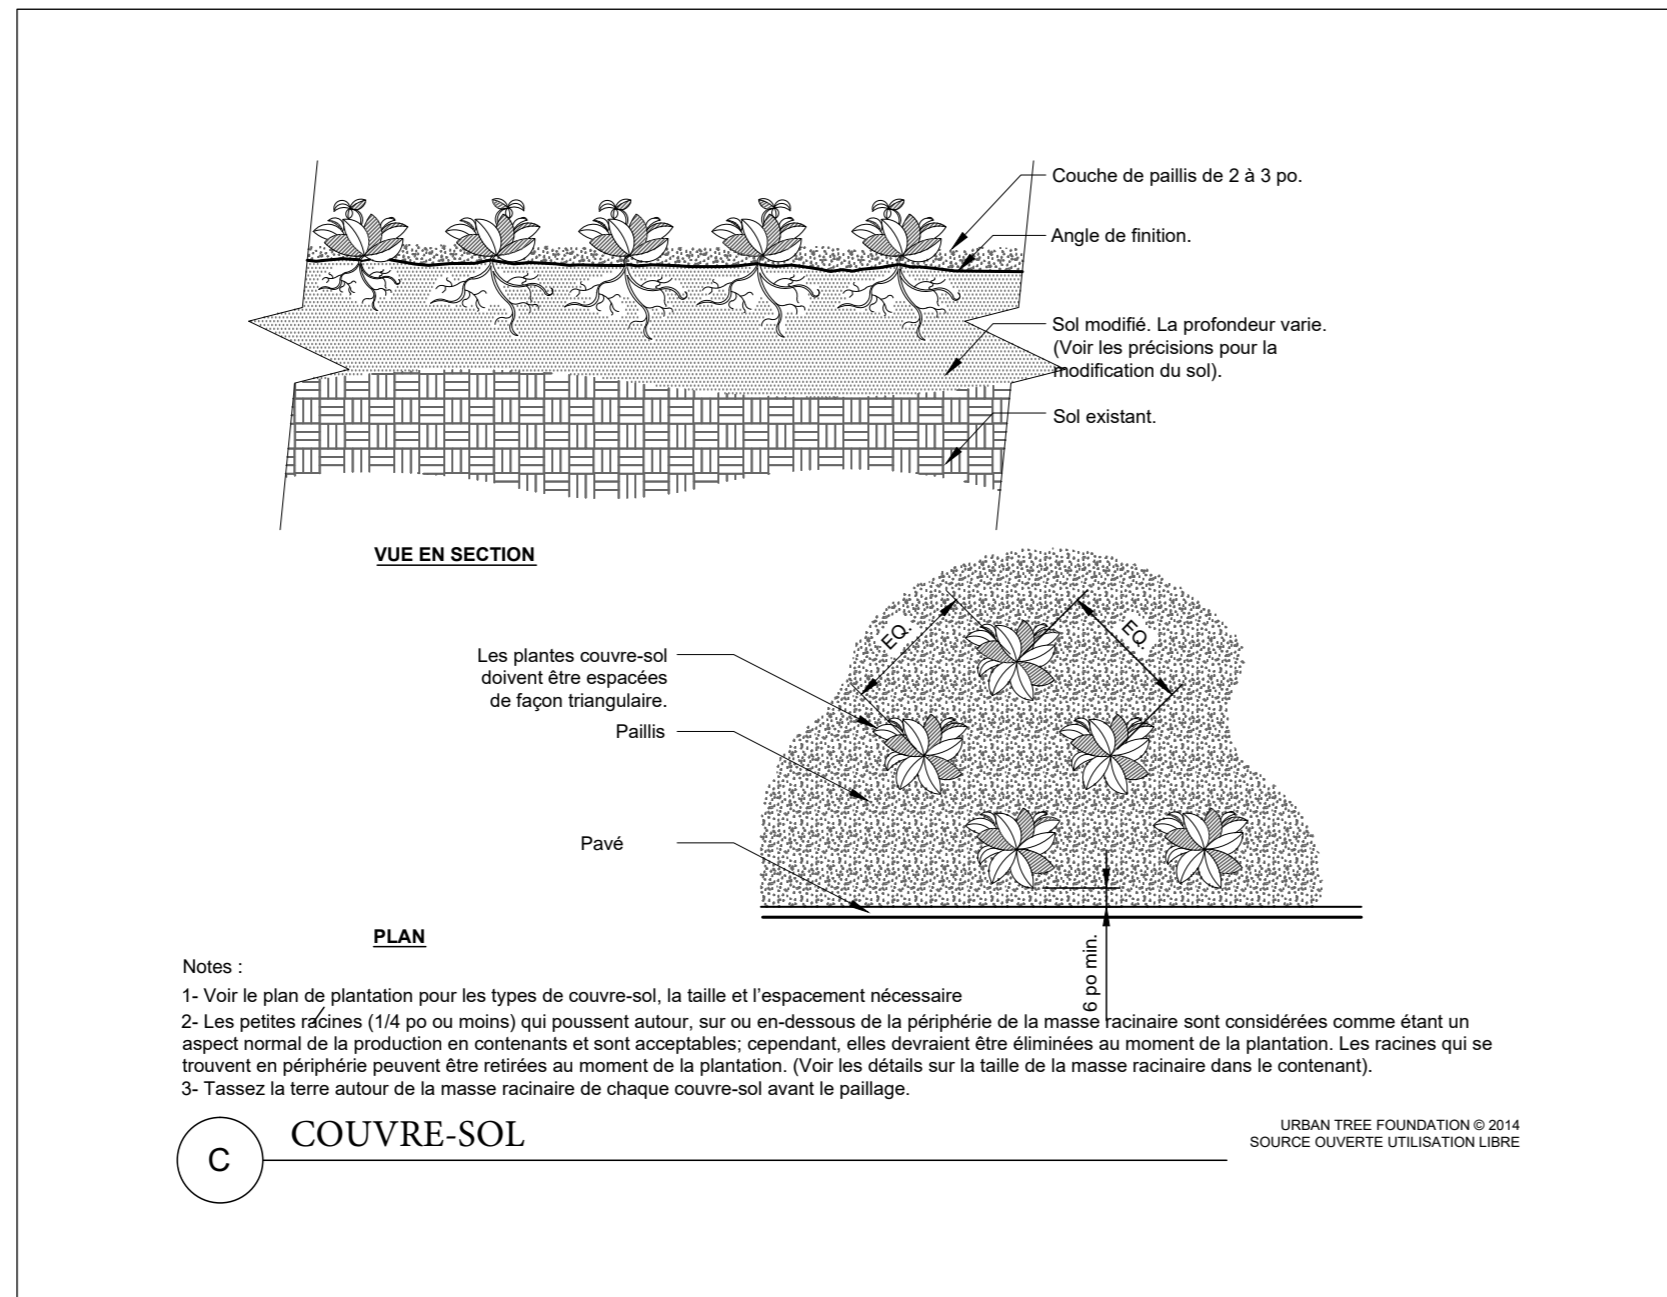 Couche de paillis de 2 à 3 po.
Angle de finition.
Sol modifié. La profondeur varie.
(Voir les précisions pour la
modification du sol).
Sol existant.
VUE EN SECTION
EQ.
EQ.
Les plantes couvre-sol
doivent être espacées
de façon triangulaire.
Paillis
Pavé
6 po min.
PLAN
Notes :
1- Voir le plan de plantation pour les types de couvre-sol, la taille et l’espacement nécessaire
2- Les petites racines (1/4 po ou moins) qui poussent autour, sur ou en-dessous de la périphérie de la masse racinaire sont considérées comme étant un
aspect normal de la production en contenants et sont acceptables; cependant, elles devraient être éliminées au moment de la plantation. Les racines qui se
trouvent en périphérie peuvent être retirées au moment de la plantation. (Voir les détails sur la taille de la masse racinaire dans le contenant).
3- Tassez la terre autour de la masse racinaire de chaque couvre-sol avant le paillage.
C
COUVRE-SOL
URBAN TREE FOUNDATION © 2014
SOURCE OUVERTE UTILISATION LIBRE